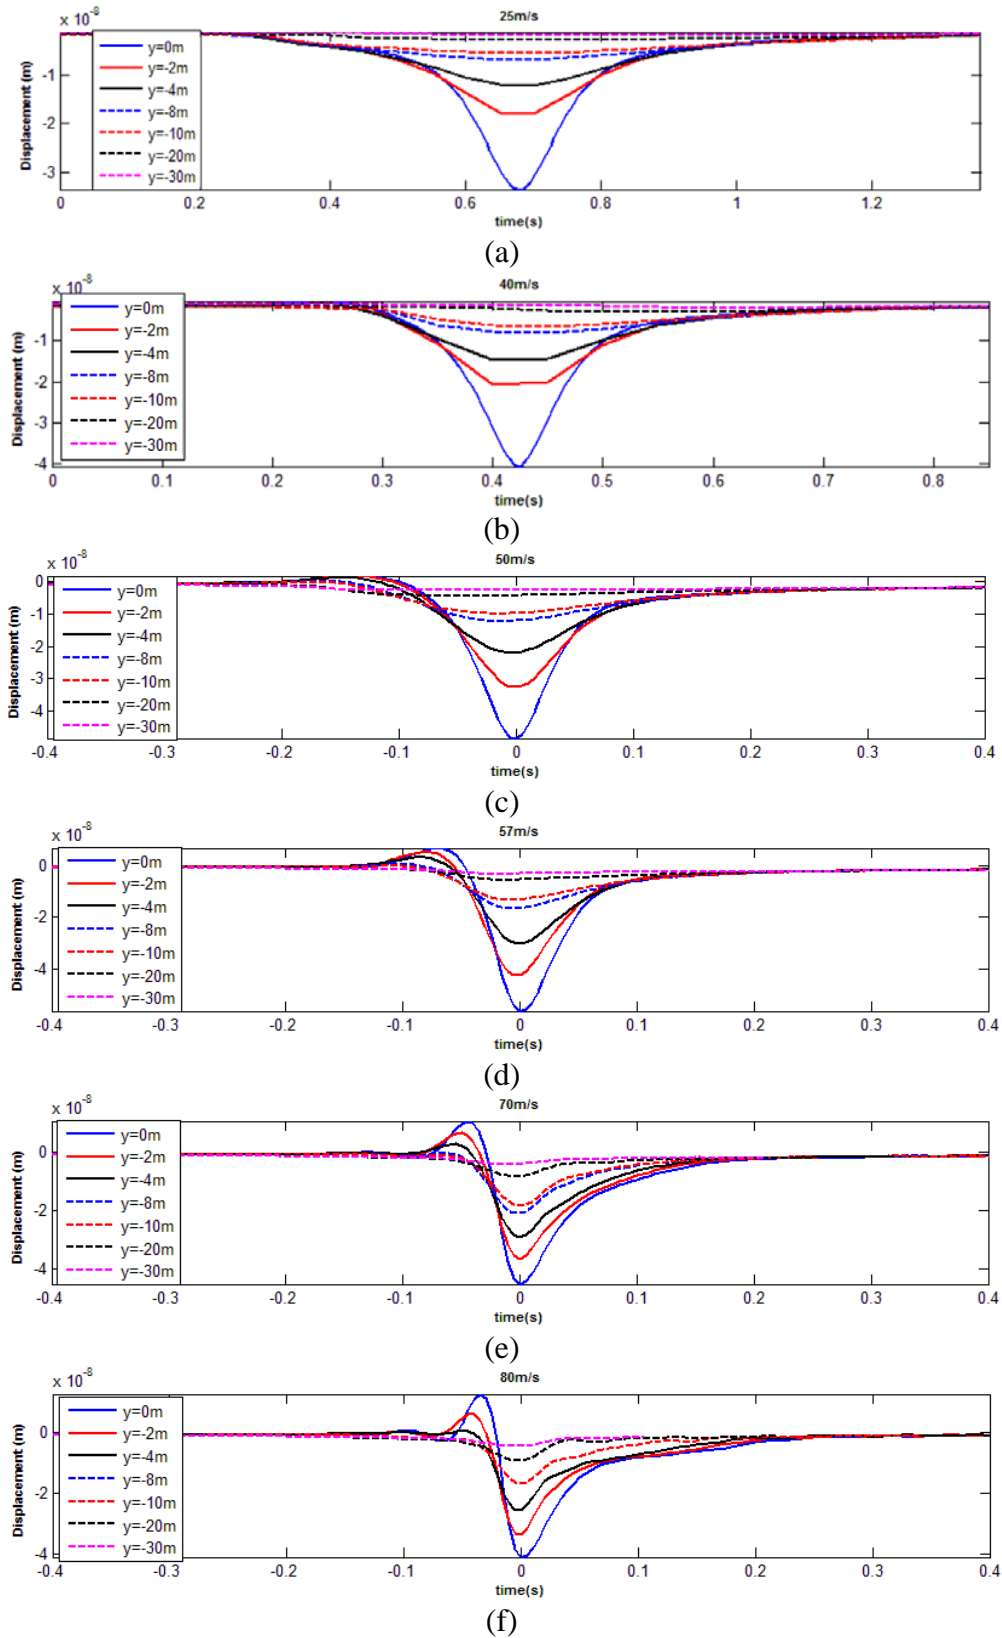 x 10⁻⁸
25m/s
y=0m
y=-2m
y=-4m
y=-8m
y=-10m
y=-20m
y=-30m
-1
-2
-3
Displacement (m)
0 0.2 0.4 0.6 0.8 1 1.2
time(s)
(a)
x 10⁻⁸
40m/s
y=0m
y=-2m
y=-4m
y=-8m
y=-10m
y=-20m
y=-30m
-1
-2
-3
-4
Displacement (m)
0 0.1 0.2 0.3 0.4 0.5 0.6 0.7 0.8
time(s)
(b)
x 10⁻⁸
50m/s
y=0m
y=-2m
y=-4m
y=-8m
y=-10m
y=-20m
y=-30m
0
-1
-2
-3
-4
Displacement (m)
-0.4 -0.3 -0.2 -0.1 0 0.1 0.2 0.3 0.4
time(s)
(c)
x 10⁻⁸
57m/s
y=0m
y=-2m
y=-4m
y=-8m
y=-10m
y=-20m
y=-30m
0
-2
-4
Displacement (m)
-0.4 -0.3 -0.2 -0.1 0 0.1 0.2 0.3 0.4
time(s)
(d)
x 10⁻⁸
70m/s
y=0m
y=-2m
y=-4m
y=-8m
y=-10m
y=-20m
y=-30m
0
-2
-4
Displacement (m)
-0.4 -0.3 -0.2 -0.1 0 0.1 0.2 0.3 0.4
time(s)
(e)
x 10⁻⁸
80m/s
y=0m
y=-2m
y=-4m
y=-8m
y=-10m
y=-20m
y=-30m
0
-2
-4
Displacement (m)
-0.4 -0.3 -0.2 -0.1 0 0.1 0.2 0.3 0.4
time(s)
(f)